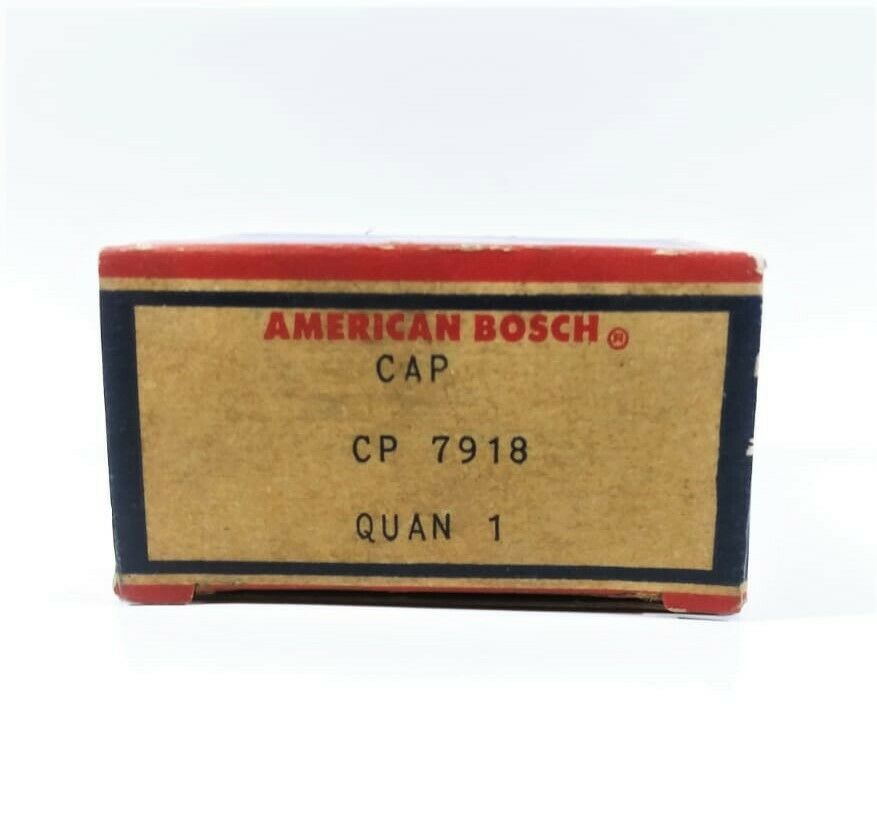 AMERICAN BOSCH®
CAP
CP 7918
QUAN 1